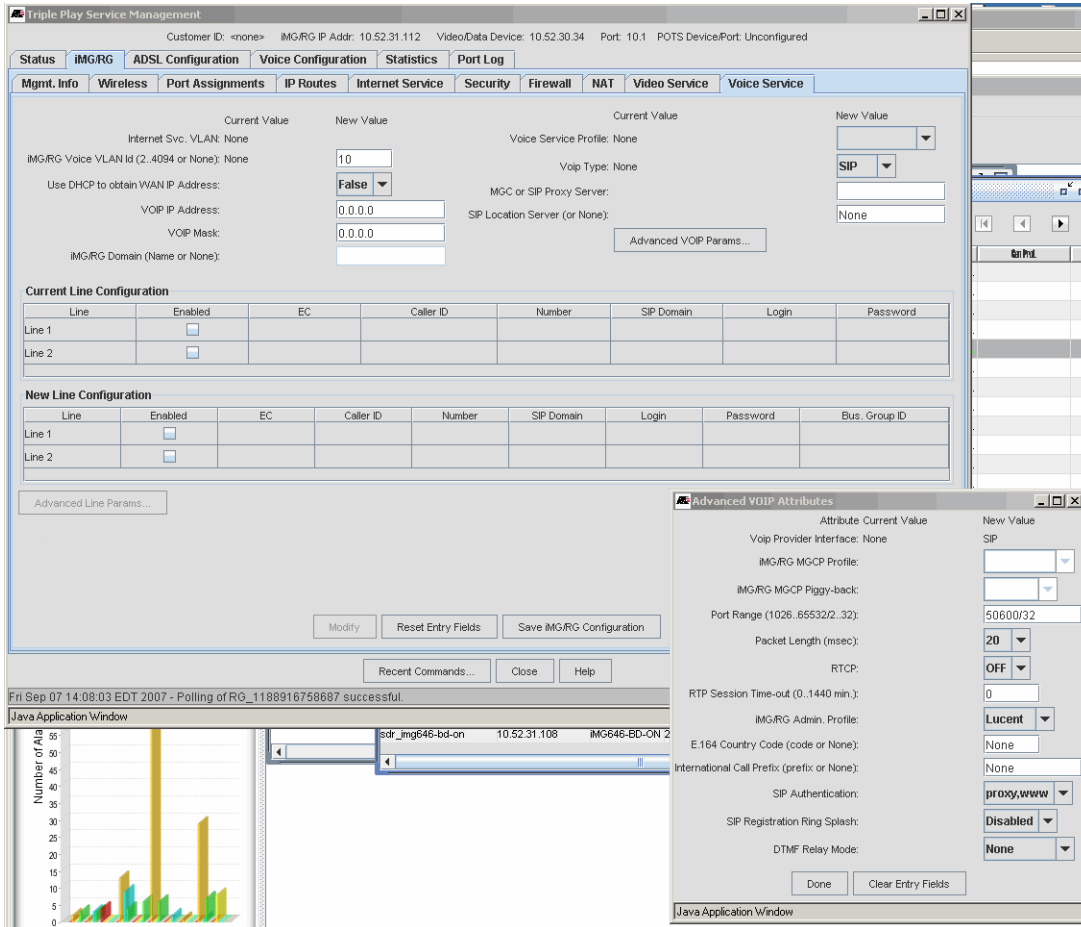 Triple Play Service Management
Customer ID: <none> iMG/RG IP Addr: 10.52.31.112 Video/Data Device: 10.52.30.34 Port: 10.1 POTS Device/Port: Unconfigured
Status iMG/RG ADSL Configuration Voice Configuration Statistics Port Log
Mgmt. Info Wireless Port Assignments IP Routes Internet Service Security Firewall NAT Video Service Voice Service
Current Value New Value
Internet Svc. VLAN: None
iMG/RG Voice VLAN Id (2..4094 or None): None 10
Use DHCP to obtain WAN IP Address: False
VOIP IP Address: 0.0.0.0
VOIP Mask: 0.0.0.0
iMG/RG Domain (Name or None):
Current Value New Value
Voice Service Profile: None
Voip Type: None SIP
MGC or SIP Proxy Server:
SIP Location Server (or None): None
Advanced VOIP Params...
Current Line Configuration
Line Enabled EC Caller ID Number SIP Domain Login Password
Line 1
Line 2
New Line Configuration
Line Enabled EC Caller ID Number SIP Domain Login Password Bus. Group ID
Line 1
Line 2
Advanced Line Params...
Modify Reset Entry Fields Save iMG/RG Configuration
Recent Commands... Close Help
Fri Sep 07 14:08:03 EDT 2007 - Polling of RG_1188916758687 successful.
Java Application Window
sdr_img646-bd-on 10.52.31.108 iMG646-BD-ON 2
Number of Ala
55
50
45
40
35
30
25
20
15
10
5
0
Advanced VOIP Attributes
Attribute Current Value New Value
Voip Provider Interface: None SIP
iMG/RG MGCP Profile:
iMG/RG MGCP Piggy-back:
Port Range (1026..65532/2..32): 50600/32
Packet Length (msec): 20
RTCP: OFF
RTP Session Time-out (0..1440 min.): 0
iMG/RG Admin. Profile: Lucent
E.164 Country Code (code or None): None
International Call Prefix (prefix or None): None
SIP Authentication: proxy,www
SIP Registration Ring Splash: Disabled
DTMF Relay Mode: None
Done Clear Entry Fields
Java Application Window